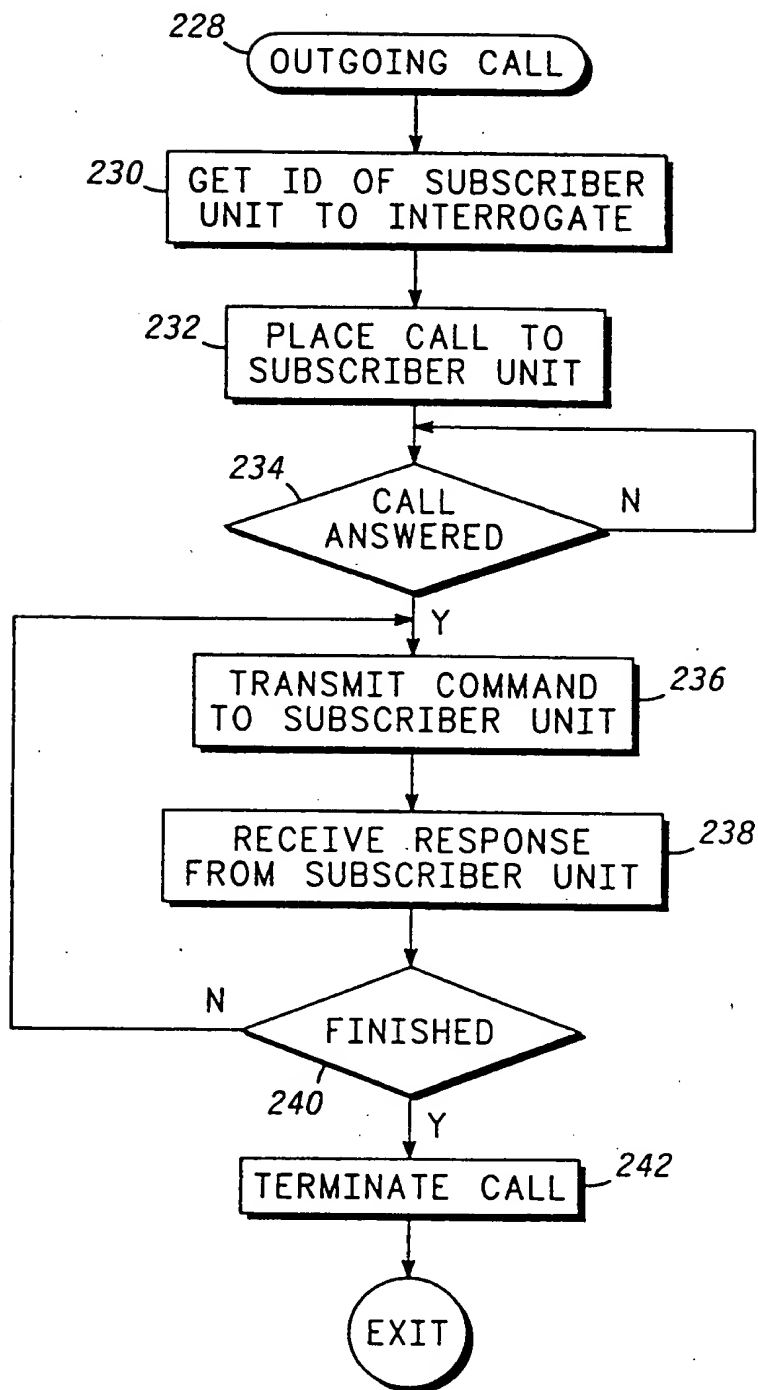 228
OUTGOING CALL
230
GET ID OF SUBSCRIBER
UNIT TO INTERROGATE
232
PLACE CALL TO
SUBSCRIBER UNIT
234
CALL
ANSWERED
N
Y
TRANSMIT COMMAND
TO SUBSCRIBER UNIT
236
RECEIVE RESPONSE
FROM SUBSCRIBER UNIT
238
N
FINISHED
240
Y
TERMINATE CALL
242
EXIT